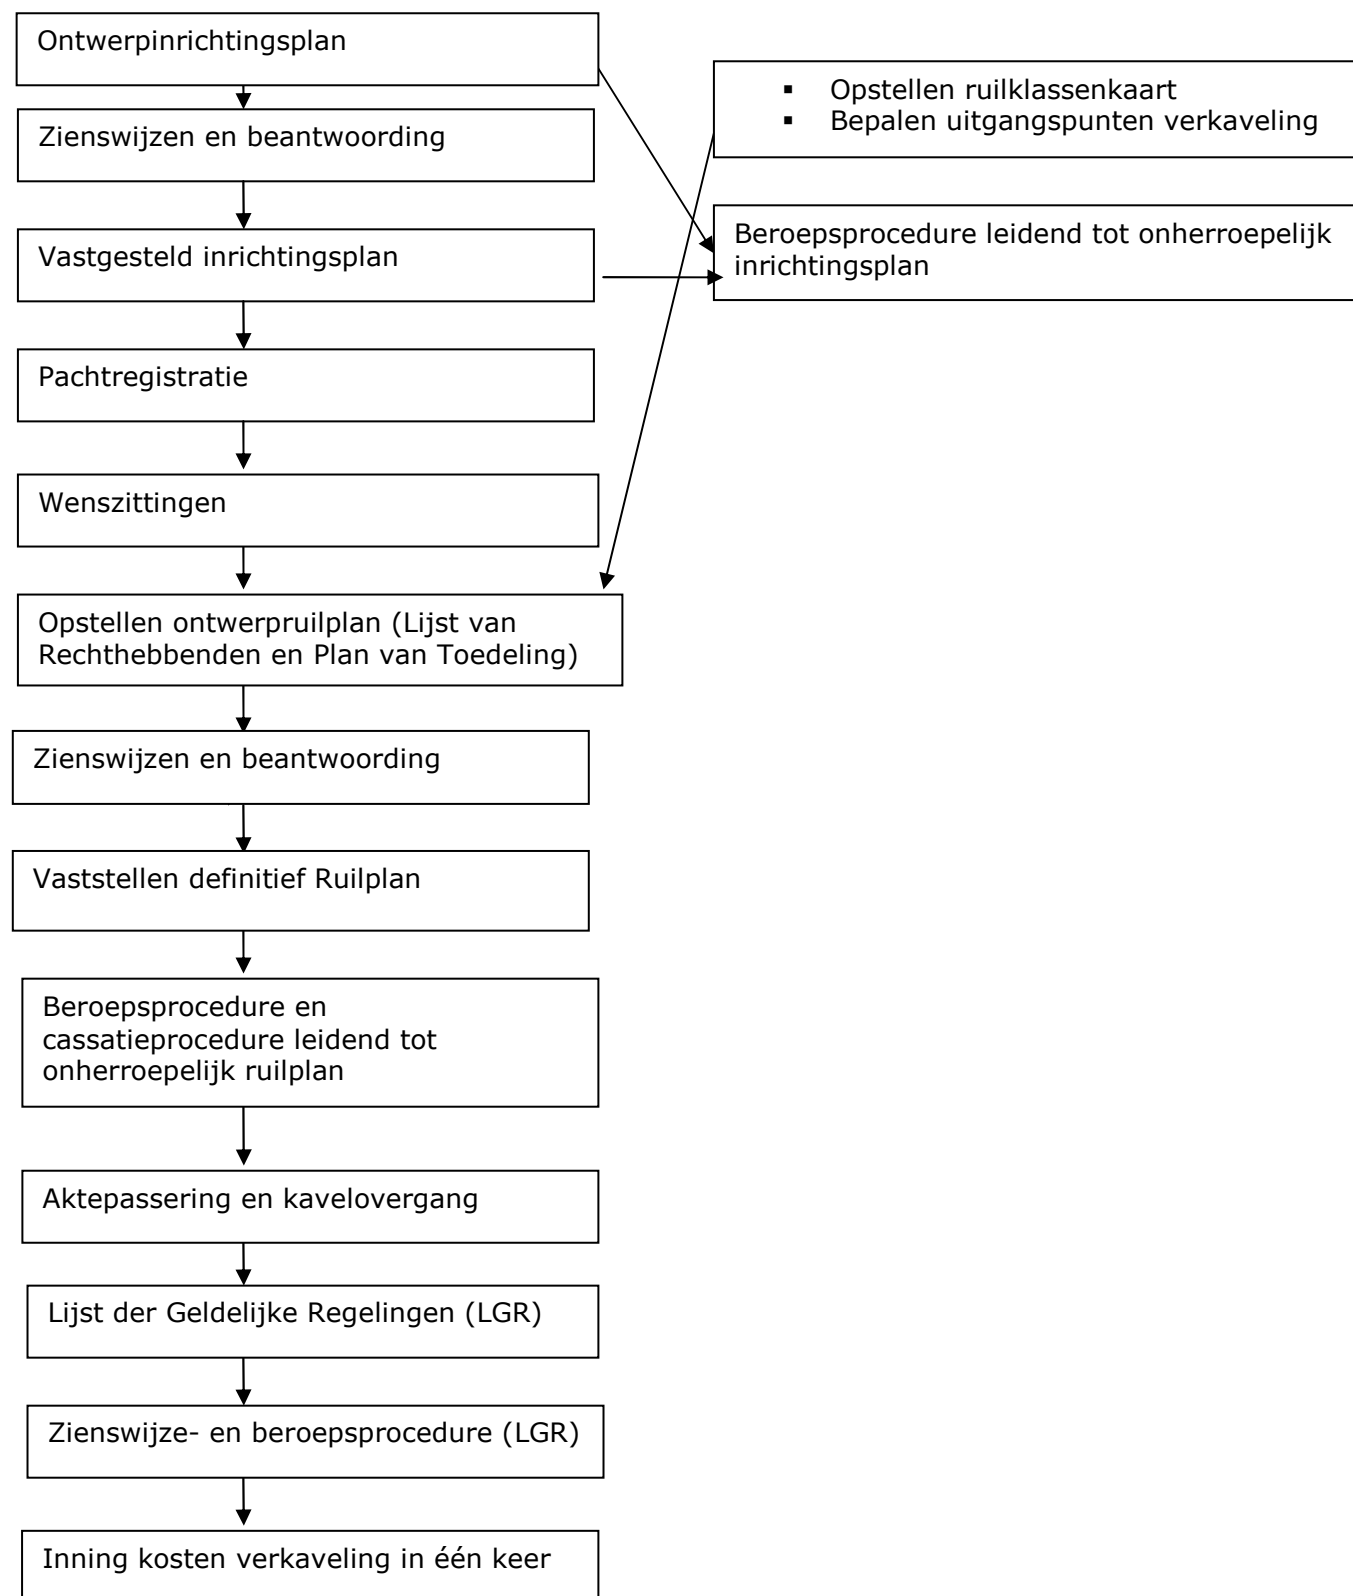 Ontwerpinrichtingsplan
▪ Opstellen ruilklassenkaart
▪ Bepalen uitgangspunten verkaveling
Zienswijzen en beantwoording
Beroepsprocedure leidend tot onherroepelijk
inrichtingsplan
Vastgesteld inrichtingsplan
Pachtregistratie
Wenszittingen
Opstellen ontwerpruilplan (Lijst van
Rechthebbenden en Plan van Toedeling)
Zienswijzen en beantwoording
Vaststellen definitief Ruilplan
Beroepsprocedure en
cassatieprocedure leidend tot
onherroepelijk ruilplan
Aktepassering en kavelovergang
Lijst der Geldelijke Regelingen (LGR)
Zienswijze- en beroepsprocedure (LGR)
Inning kosten verkaveling in één keer